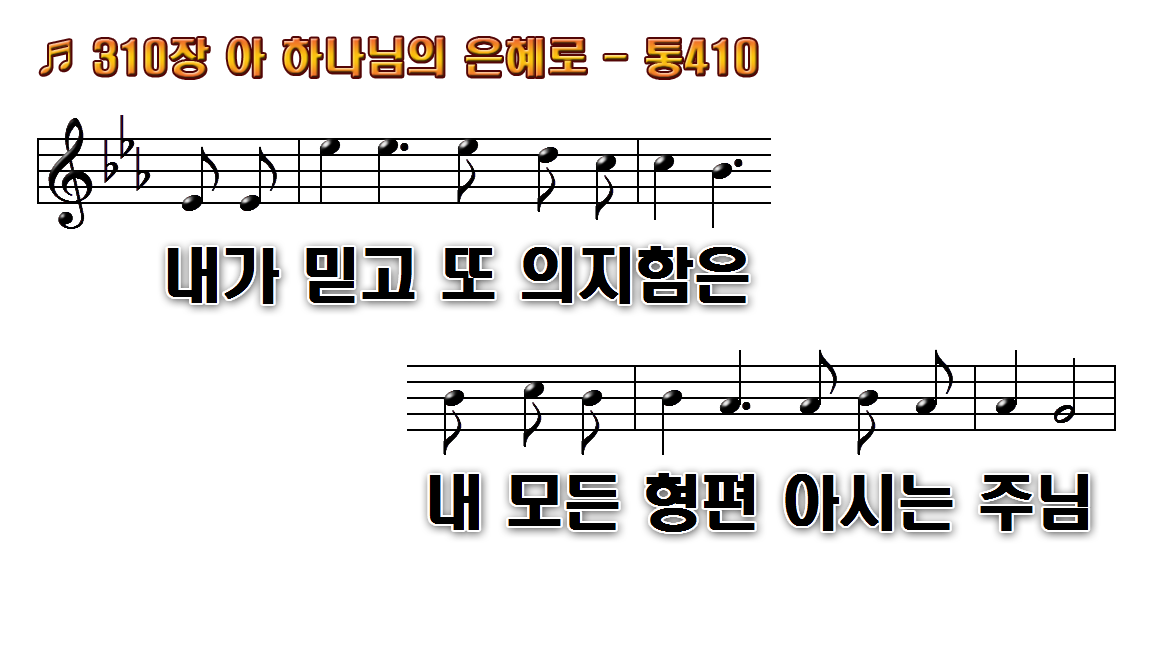 ♬ 310장 아 하나님의 은혜로 - 통410
내가 믿고 또 의지함은
내 모든 형편 아시는 주님